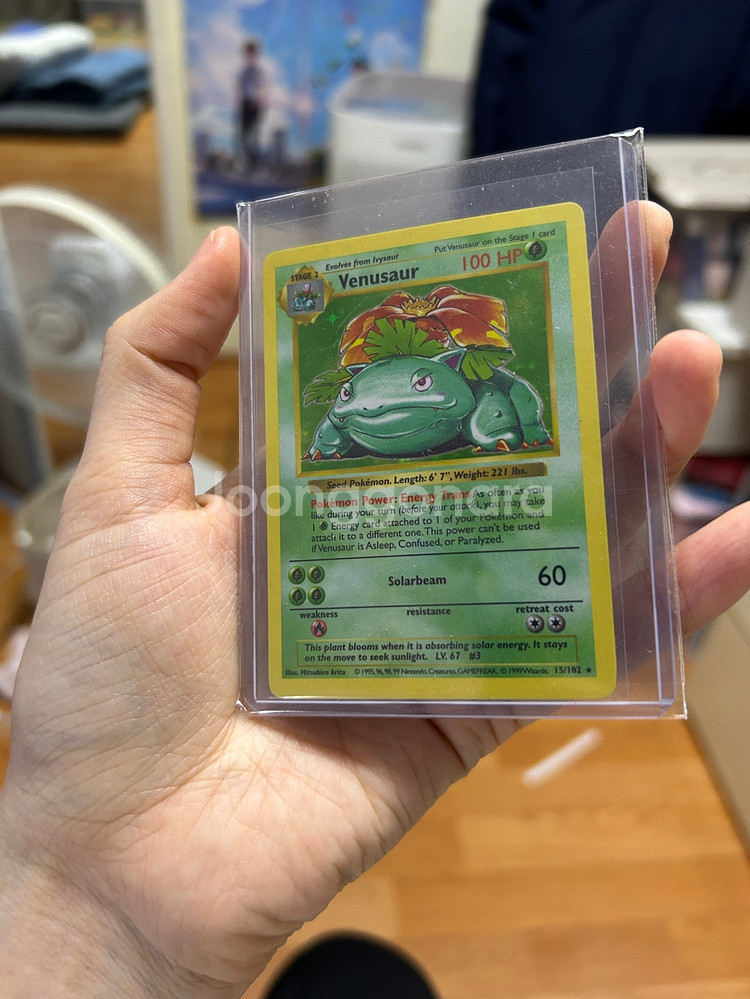 Evolves from Ivysaur
Put Venusaur on the Stage 1 card
STAGE 2
Venusaur
100 HP
Seed Pokémon. Length: 6' 7", Weight: 221 lbs.
Pokémon Power: Energy Trans As often as you
like during your turn (before your attack), you may take
1 Energy card attached to 1 of your Pokémon and
attach it to a different one. This power can't be used
if Venusaur is Asleep, Confused, or Paralyzed.
Solarbeam 60
weakness resistance retreat cost
This plant blooms when it is absorbing solar energy. It stays
on the move to seek sunlight. LV. 67 #3
Illus. Mitsuhiro Arita ©1995, 96, 98, 99 Nintendo, Creatures, GAMEFREAK. ©1999 Wizards. 15/102 ★